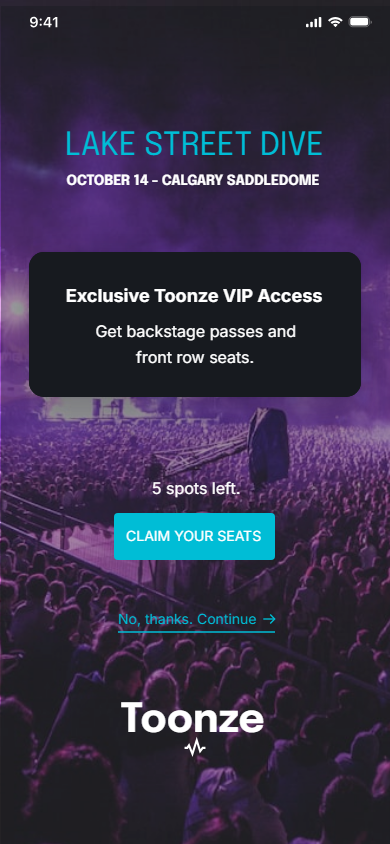 9:41
LAKE STREET DIVE
OCTOBER 14 – CALGARY SADDLEDOME
Exclusive Toonze VIP Access
Get backstage passes and
front row seats.
5 spots left.
CLAIM YOUR SEATS
No, thanks. Continue →
Toonze